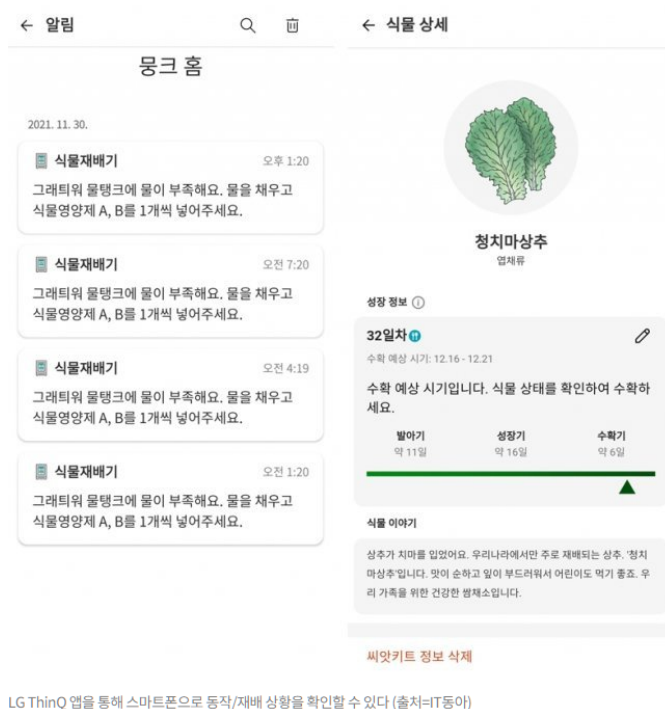 알림
뭉크 홈
2021. 11. 30.
식물재배기 오후 1:20
그래틔워 물탱크에 물이 부족해요. 물을 채우고
식물영양제 A, B를 1개씩 넣어주세요.
식물재배기 오전 7:20
그래틔워 물탱크에 물이 부족해요. 물을 채우고
식물영양제 A, B를 1개씩 넣어주세요.
식물재배기 오전 4:19
그래틔워 물탱크에 물이 부족해요. 물을 채우고
식물영양제 A, B를 1개씩 넣어주세요.
식물재배기 오전 1:20
그래틔워 물탱크에 물이 부족해요. 물을 채우고
식물영양제 A, B를 1개씩 넣어주세요.
식물 상세
청치마상추
엽채류
성장 정보
32일차
수확 예상 시기: 12.16 - 12.21
수확 예상 시기입니다. 식물 상태를 확인하여 수확하
세요.
발아기 성장기 수확기
약 11일 약 16일 약 6일
식물 이야기
상추가 치마를 입었어요. 우리나라에서만 주로 재배되는 상추. '청치
마상추'입니다. 맛이 순하고 잎이 부드러워서 어린이도 먹기 좋죠. 우
리 가족을 위한 건강한 쌈채소입니다.
씨앗키트 정보 삭제
LG ThinQ 앱을 통해 스마트폰으로 동작/재배 상황을 확인할 수 있다 (출처=IT동아)